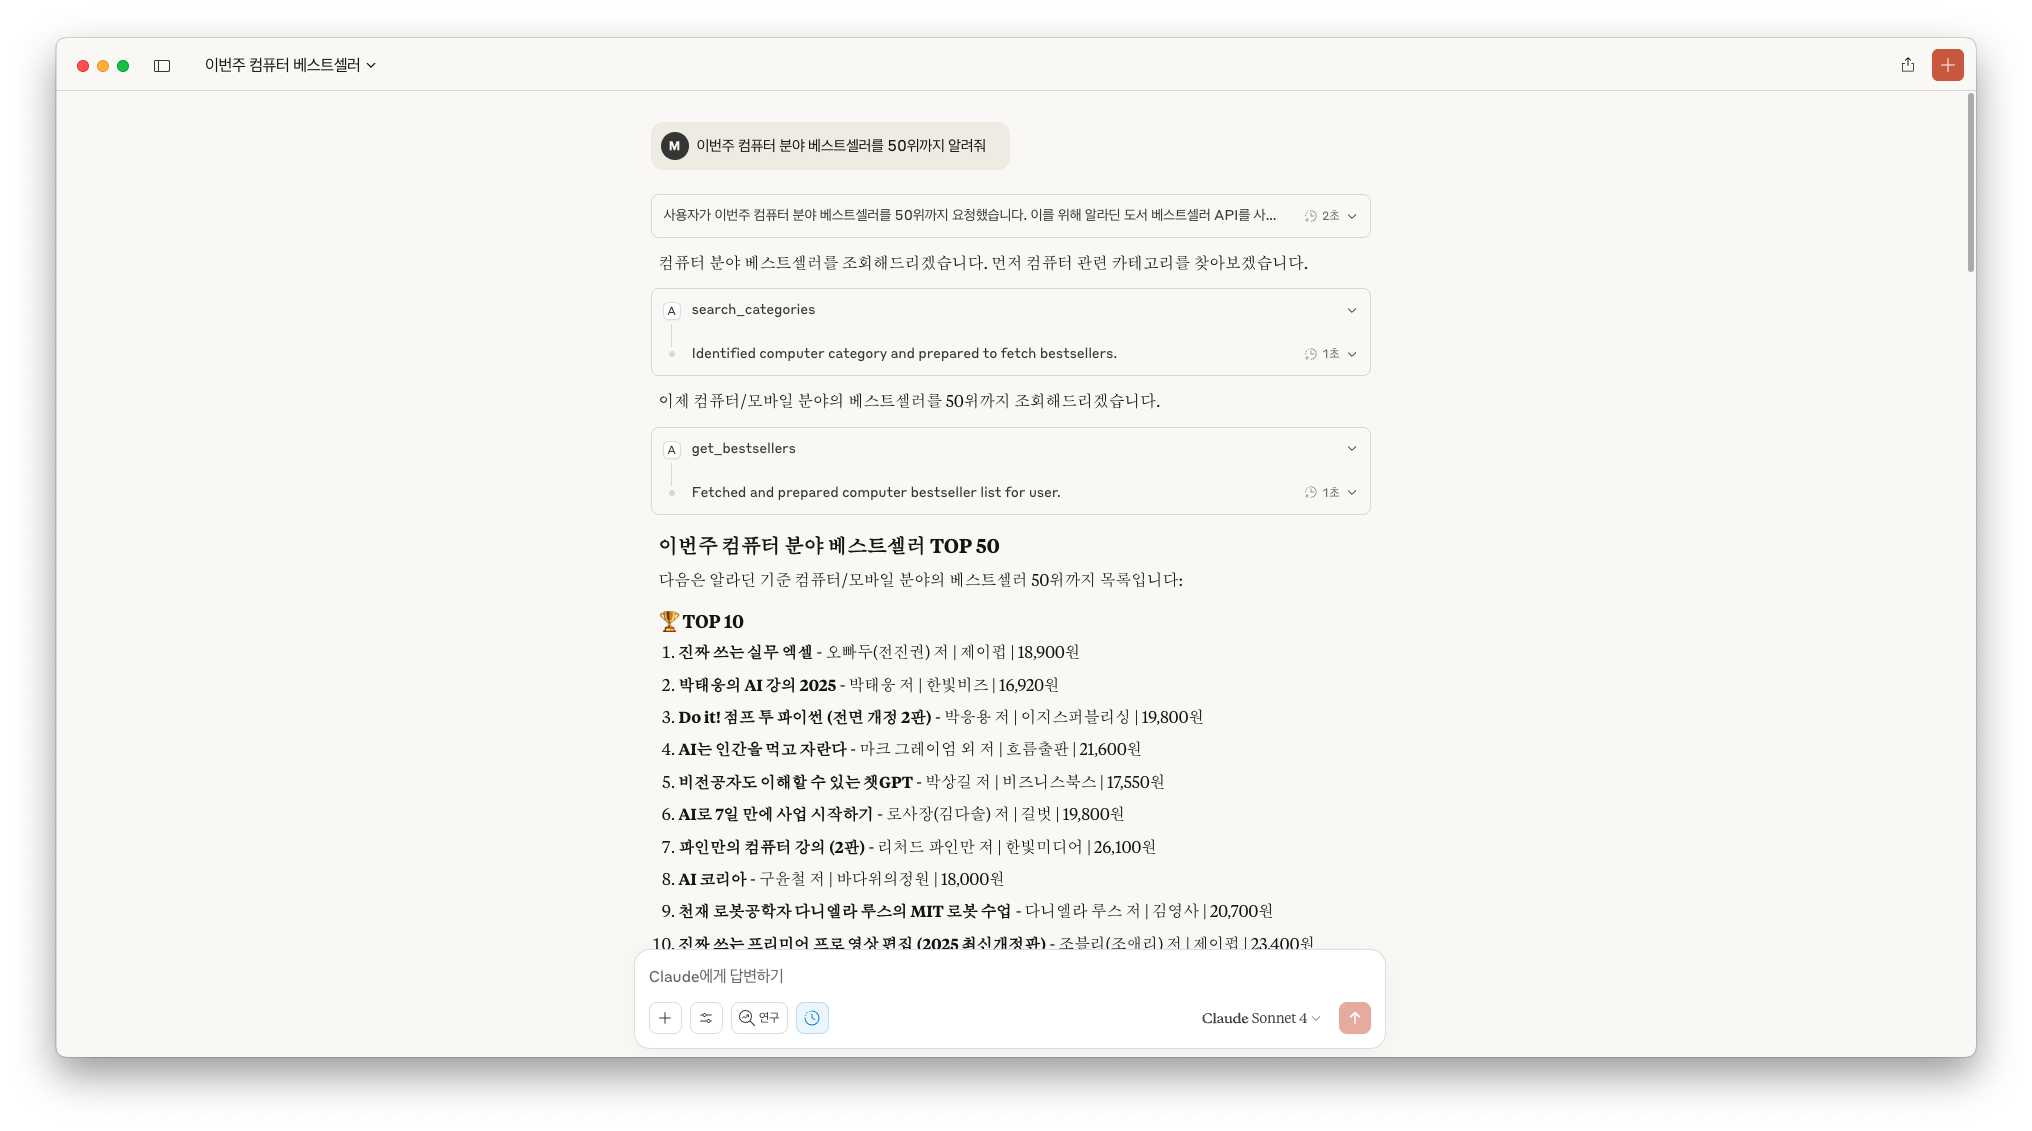 이번주 컴퓨터 베스트셀러
M 이번주 컴퓨터 분야 베스트셀러를 50위까지 알려줘
사용자가 이번주 컴퓨터 분야 베스트셀러를 50위까지 요청했습니다. 이를 위해 알라딘 도서 베스트셀러 API를 사... 2초
컴퓨터 분야 베스트셀러를 조회해드리겠습니다. 먼저 컴퓨터 관련 카테고리를 찾아보겠습니다.
A search_categories
Identified computer category and prepared to fetch bestsellers. 1초
이제 컴퓨터/모바일 분야의 베스트셀러를 50위까지 조회해드리겠습니다.
A get_bestsellers
Fetched and prepared computer bestseller list for user. 1초
이번주 컴퓨터 분야 베스트셀러 TOP 50
다음은 알라딘 기준 컴퓨터/모바일 분야의 베스트셀러 50위까지 목록입니다:
🏆 TOP 10
1. 진짜 쓰는 실무 엑셀 - 오빠두(전진권) 저 | 제이펍 | 18,900원
2. 박태웅의 AI 강의 2025 - 박태웅 저 | 한빛비즈 | 16,920원
3. Do it! 점프 투 파이썬 (전면 개정 2판) - 박응용 저 | 이지스퍼블리싱 | 19,800원
4. AI는 인간을 먹고 자란다 - 마크 그레이엄 외 저 | 흐름출판 | 21,600원
5. 비전공자도 이해할 수 있는 챗GPT - 박상길 저 | 비즈니스북스 | 17,550원
6. AI로 7일 만에 사업 시작하기 - 로사장(김다솔) 저 | 길벗 | 19,800원
7. 파인만의 컴퓨터 강의 (2판) - 리처드 파인만 저 | 한빛미디어 | 26,100원
8. AI 코리아 - 구윤철 저 | 바다위의정원 | 18,000원
9. 천재 로봇공학자 다니엘라 루스의 MIT 로봇 수업 - 다니엘라 루스 저 | 김영사 | 20,700원
10. 진짜 쓰는 프리미어 프로 영상 편집 (2025 최신개정판) - 조블리(조애리) 저 | 제이펍 | 23,400원
Claude에게 답변하기
연구
Claude Sonnet 4